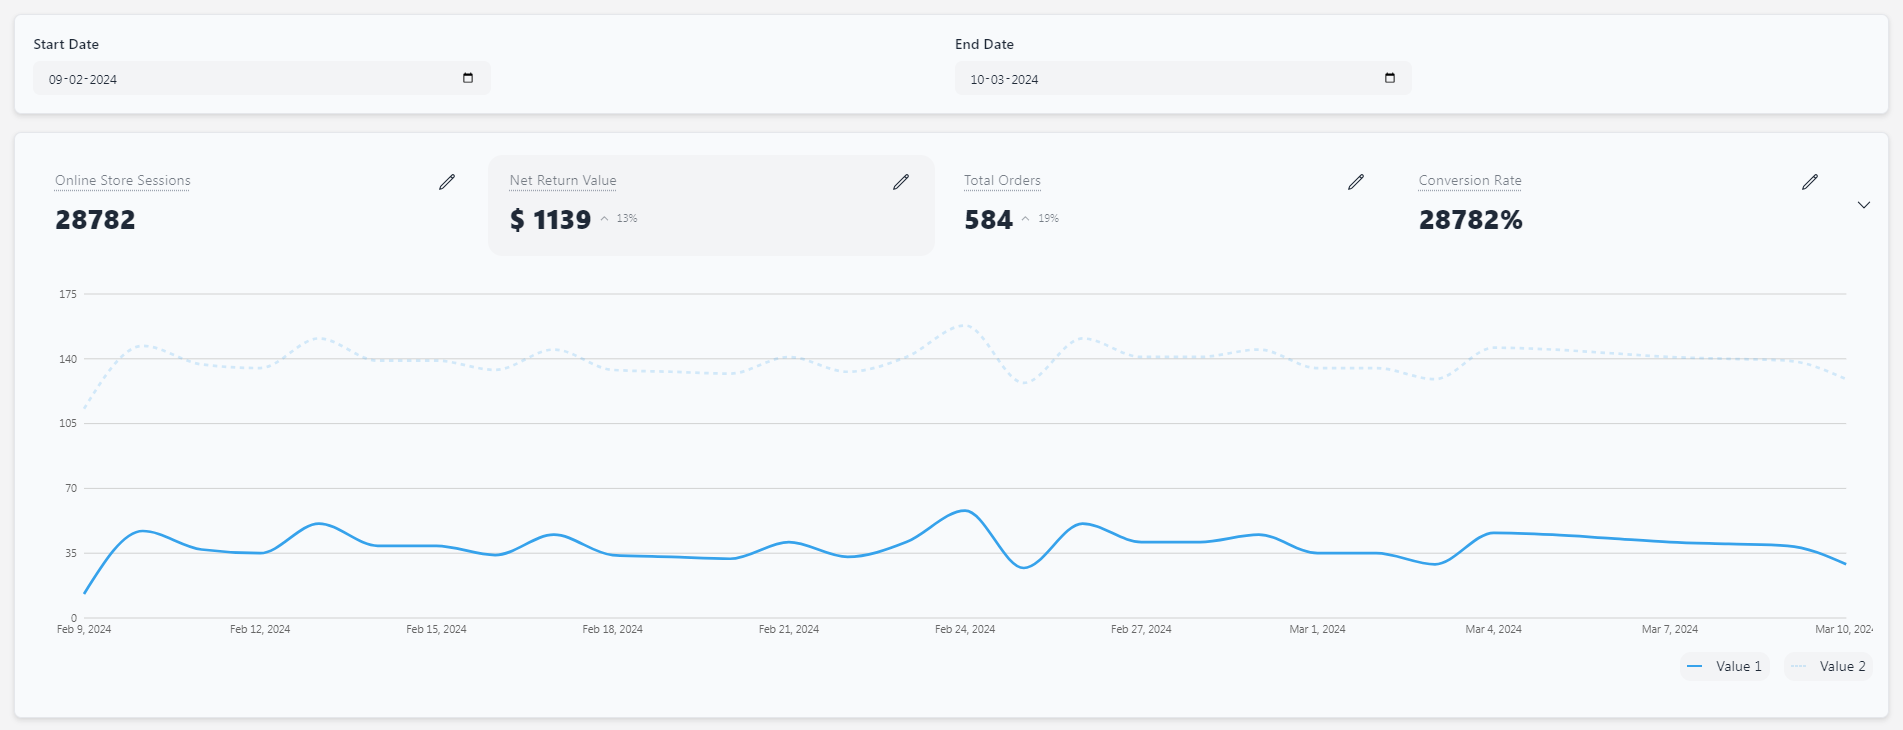 Start Date
End Date
09-02-2024
10-03-2024
Online Store Sessions
28782
Net Return Value
$ 1139 13%
Total Orders
584 19%
Conversion Rate
28782%
175
140
105
70
35
0
Feb 9, 2024
Feb 12, 2024
Feb 15, 2024
Feb 18, 2024
Feb 21, 2024
Feb 24, 2024
Feb 27, 2024
Mar 1, 2024
Mar 4, 2024
Mar 7, 2024
Mar 10, 202
Value 1
Value 2